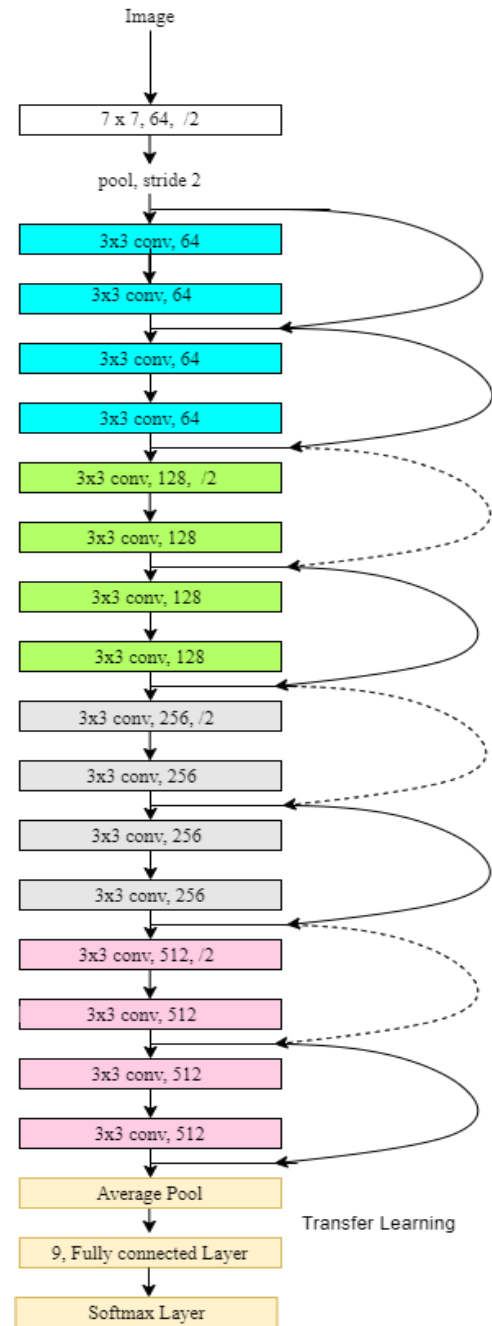 Image
7 x 7, 64, /2
pool, stride 2
3x3 conv, 64
3x3 conv, 64
3x3 conv, 64
3x3 conv, 64
3x3 conv, 128, /2
3x3 conv, 128
3x3 conv, 128
3x3 conv, 128
3x3 conv, 256, /2
3x3 conv, 256
3x3 conv, 256
3x3 conv, 256
3x3 conv, 512, /2
3x3 conv, 512
3x3 conv, 512
3x3 conv, 512
Average Pool
Transfer Learning
9, Fully connected Layer
Softmax Layer